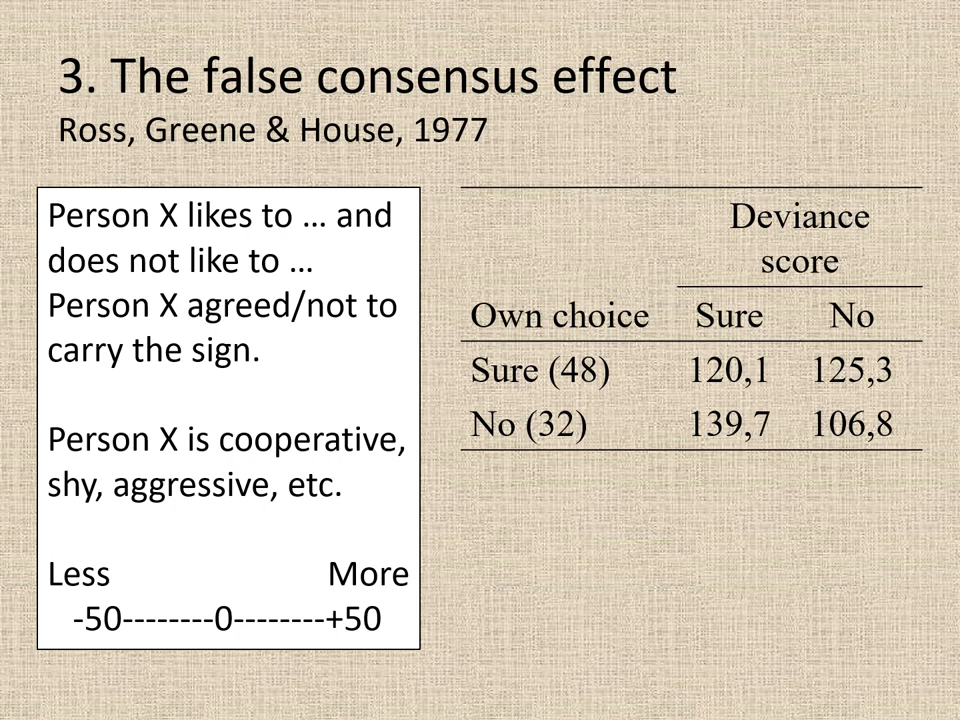 3. The false consensus effect
Ross, Greene & House, 1977
Person X likes to … and
does not like to …
Person X agreed/not to
carry the sign.
Person X is cooperative,
shy, aggressive, etc.
Less More
-50--------0--------+50
Deviance
score
Own choice Sure No
Sure (48) 120,1 125,3
No (32) 139,7 106,8